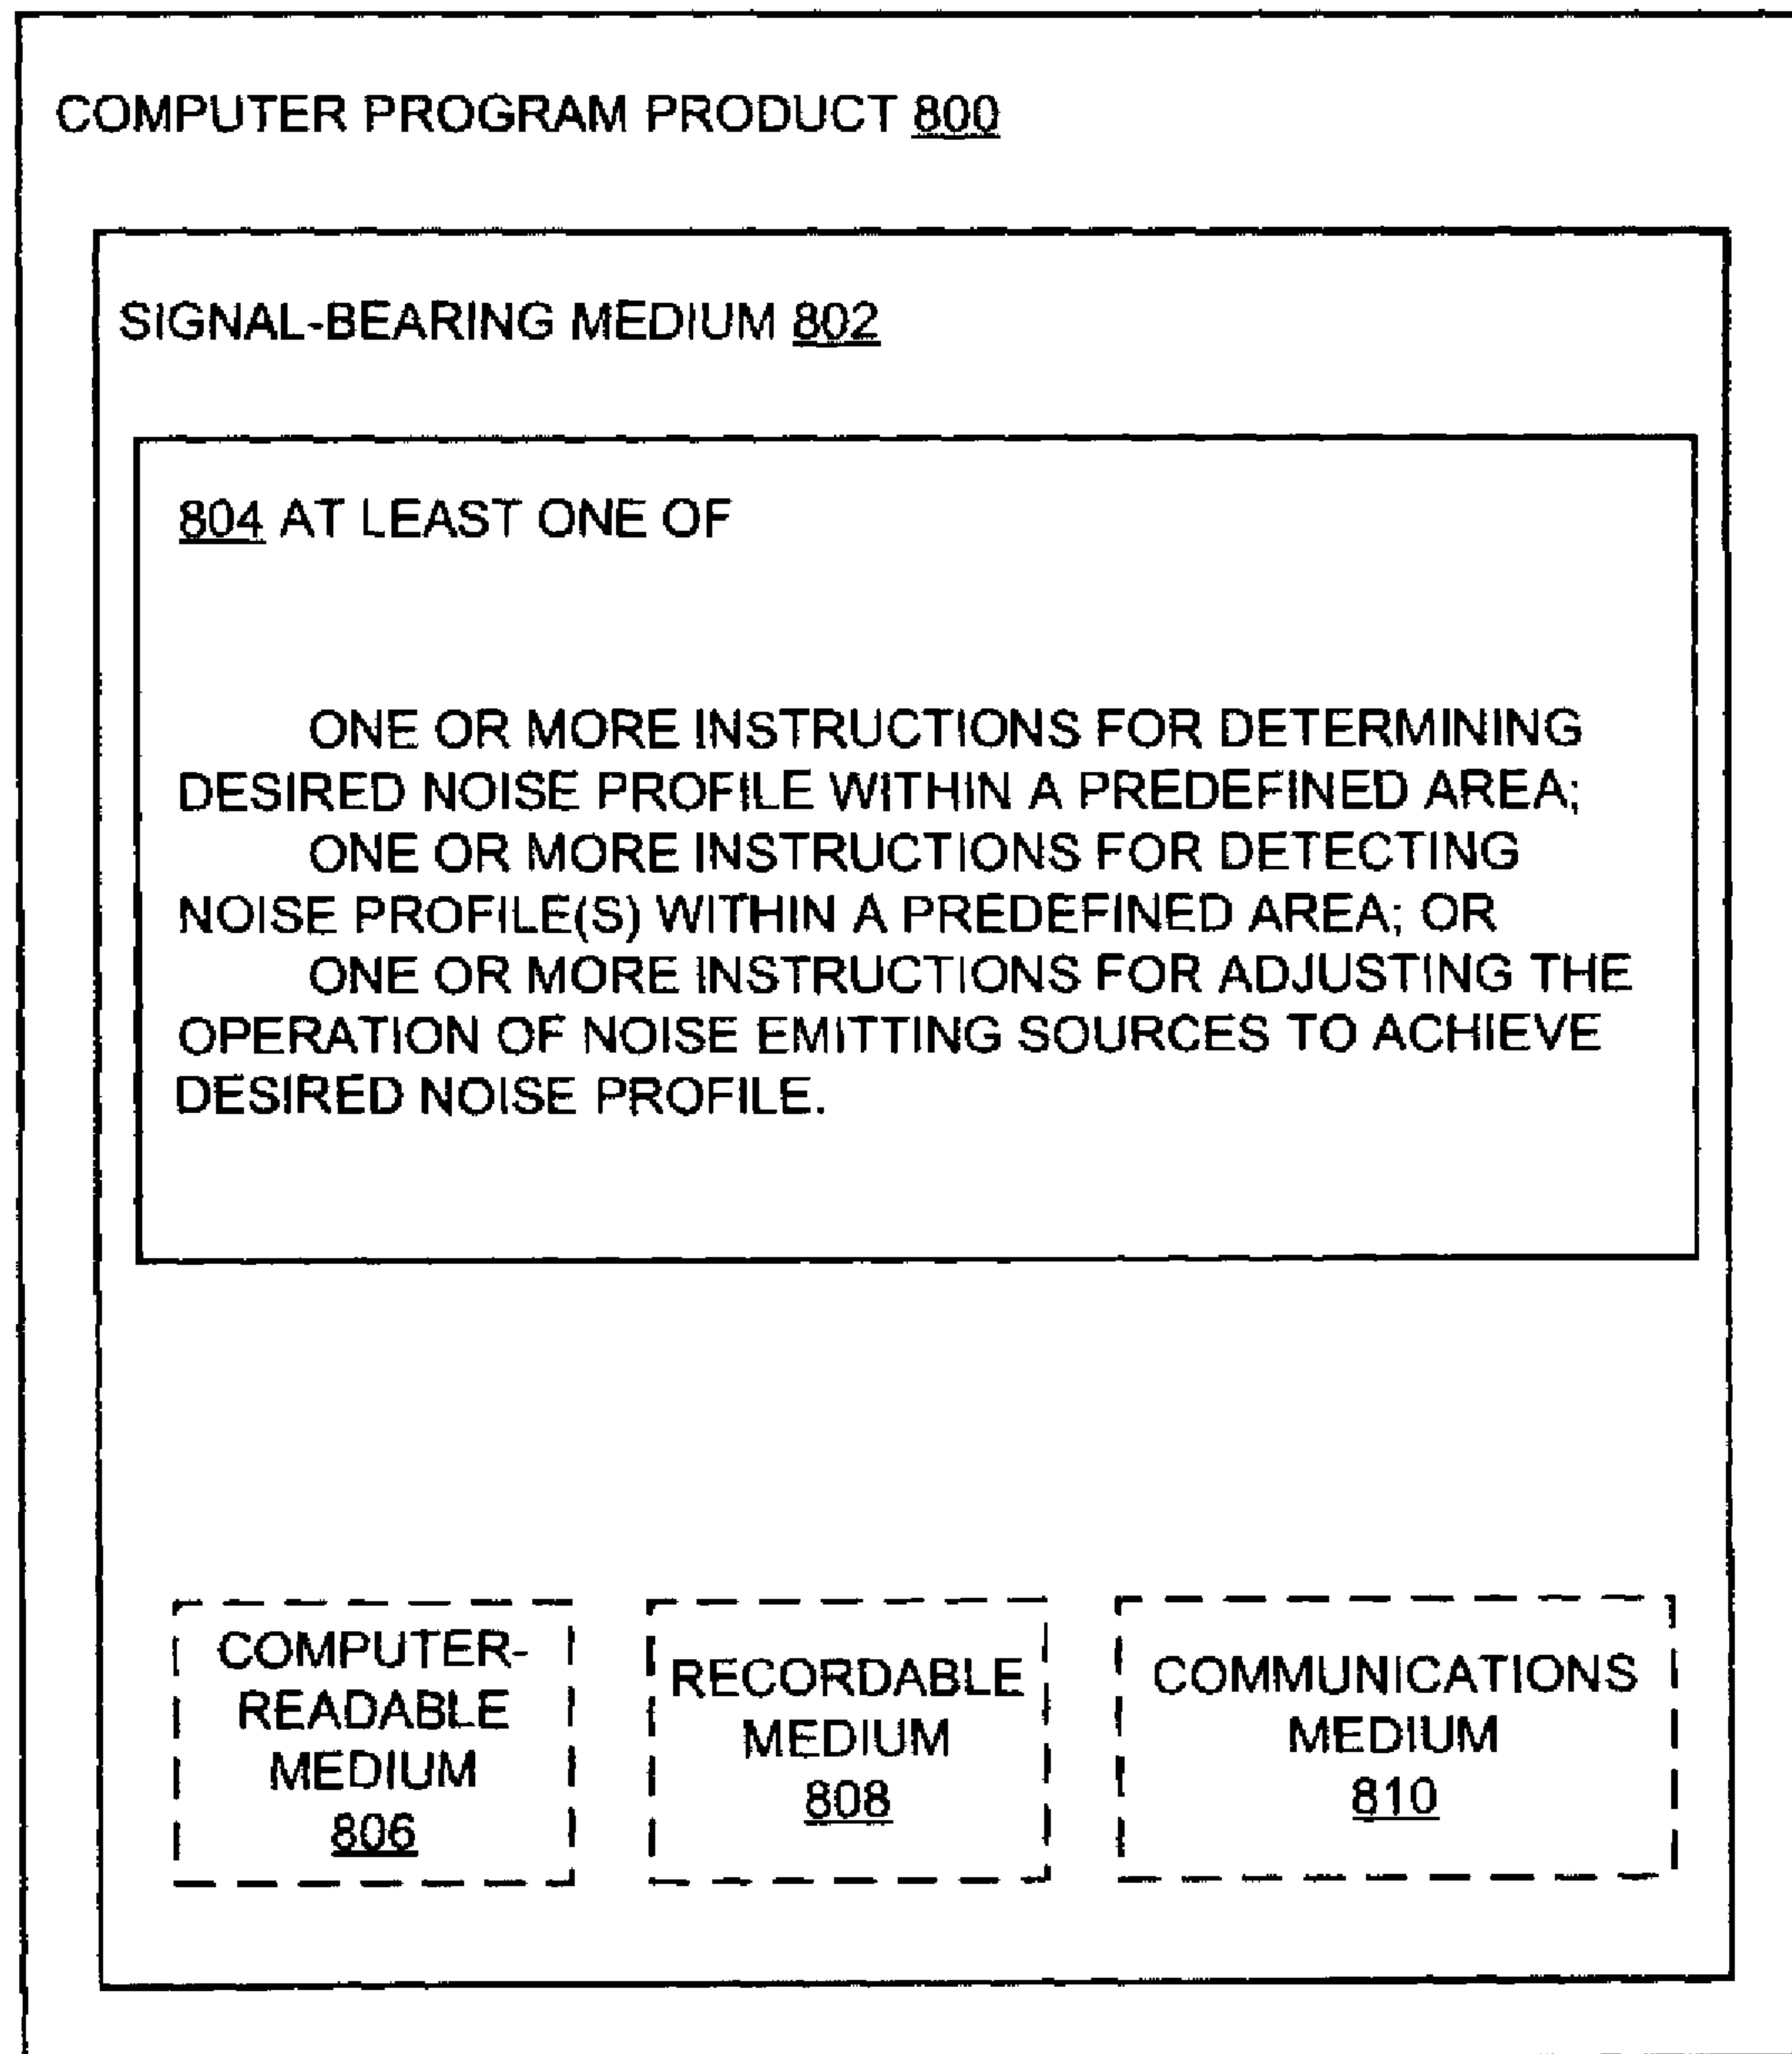 COMPUTER PROGRAM PRODUCT 800
SIGNAL-BEARING MEDIUM 802
804 AT LEAST ONE OF
ONE OR MORE INSTRUCTIONS FOR DETERMINING
DESIRED NOISE PROFILE WITHIN A PREDEFINED AREA;
ONE OR MORE INSTRUCTIONS FOR DETECTING
NOISE PROFILE(S) WITHIN A PREDEFINED AREA; OR
ONE OR MORE INSTRUCTIONS FOR ADJUSTING THE
OPERATION OF NOISE EMITTING SOURCES TO ACHIEVE
DESIRED NOISE PROFILE.
COMPUTER-
READABLE
MEDIUM
806
RECORDABLE
MEDIUM
808
COMMUNICATIONS
MEDIUM
810